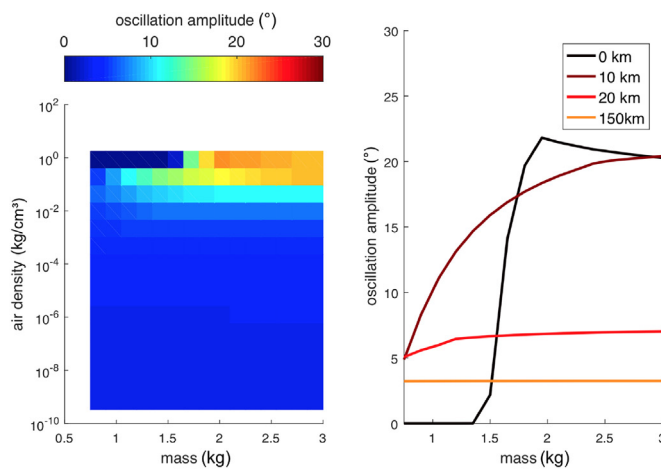 oscillation amplitude (°)
0 10 20 30
10²
10⁰
10⁻²
10⁻⁴
10⁻⁶
10⁻⁸
10⁻¹⁰
air density (kg/cm³)
0.5 1 1.5 2 2.5 3
mass (kg)
30
25
20
15
10
5
0
oscillation amplitude (°)
0 km
10 km
20 km
150km
1 1.5 2 2.5 3
mass (kg)